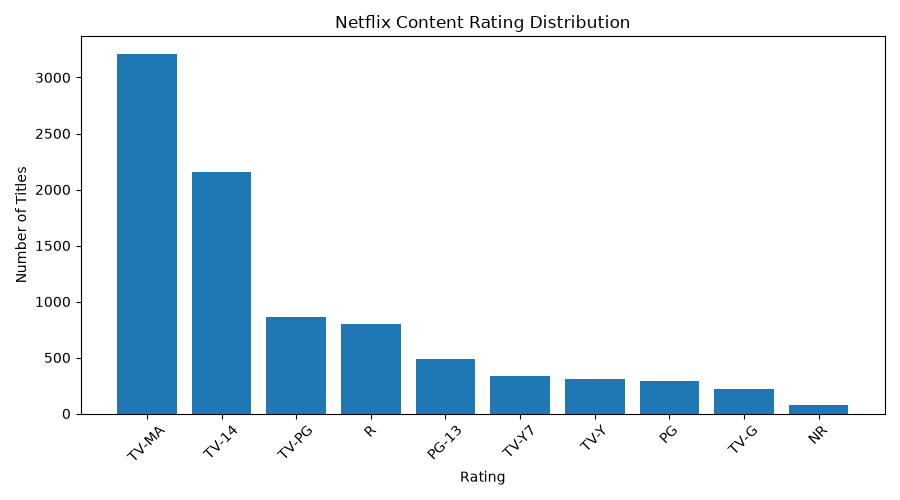 Netflix Content Rating Distribution
Number of Titles
3000
2500
2000
1500
1000
500
0
TV-MA
TV-14
TV-PG
R
PG-13
TV-Y7
TV-Y
PG
TV-G
NR
Rating